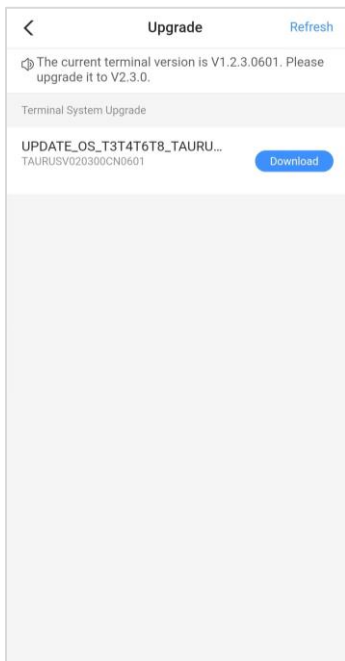 Upgrade Refresh
The current terminal version is V1.2.3.0601. Please
upgrade it to V2.3.0.
Terminal System Upgrade
UPDATE_OS_T3T4T6T8_TAURU...
TAURUSV020300CN0601
Download